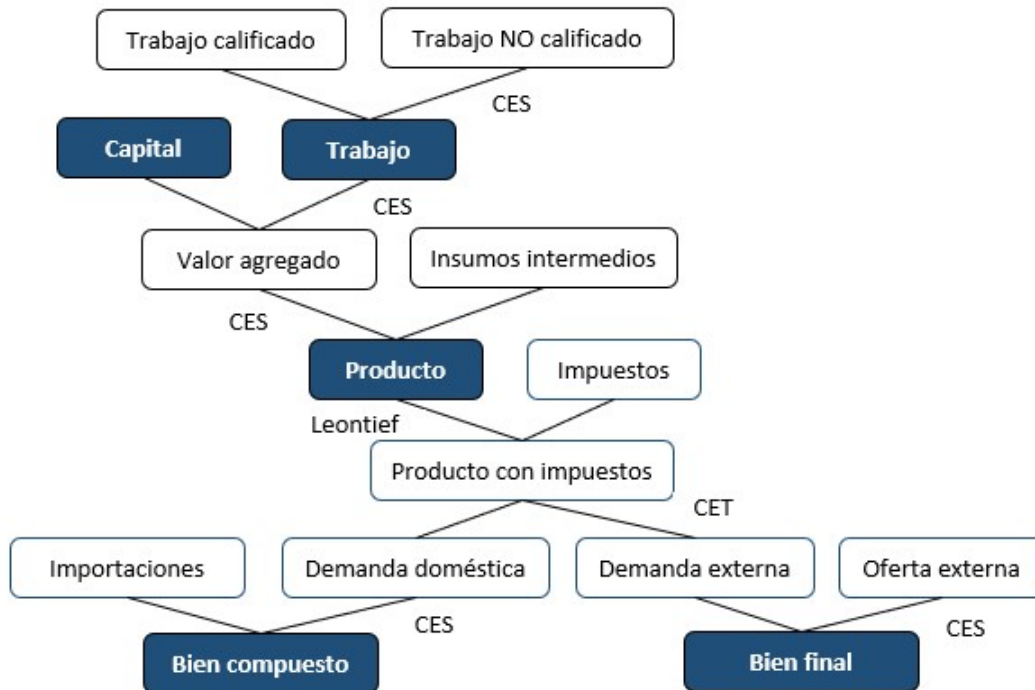 Trabajo calificado
Trabajo NO calificado
CES
Capital
Trabajo
CES
Valor agregado
Insumos intermedios
CES
Producto
Impuestos
Leontief
Producto con impuestos
CET
Importaciones
Demanda doméstica
Demanda externa
Oferta externa
CES
CES
Bien compuesto
Bien final